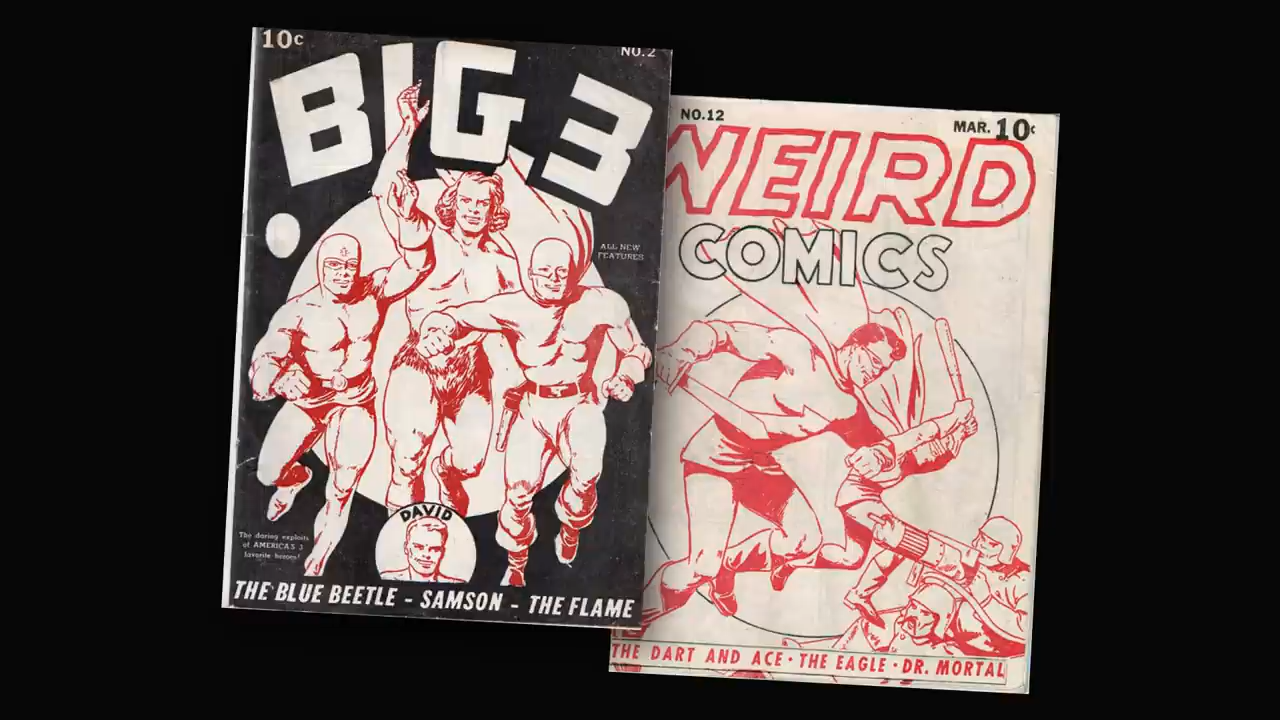 10c
NO. 2
BIG 3
ALL NEW
FEATURES
DAVID
The daring exploits
of AMERICA'S 3
favorite heroes!
THE BLUE BEETLE - SAMSON - THE FLAME
NO. 12
MAR. 10¢
WEIRD
COMICS
THE DART AND ACE · THE EAGLE · DR. MORTAL